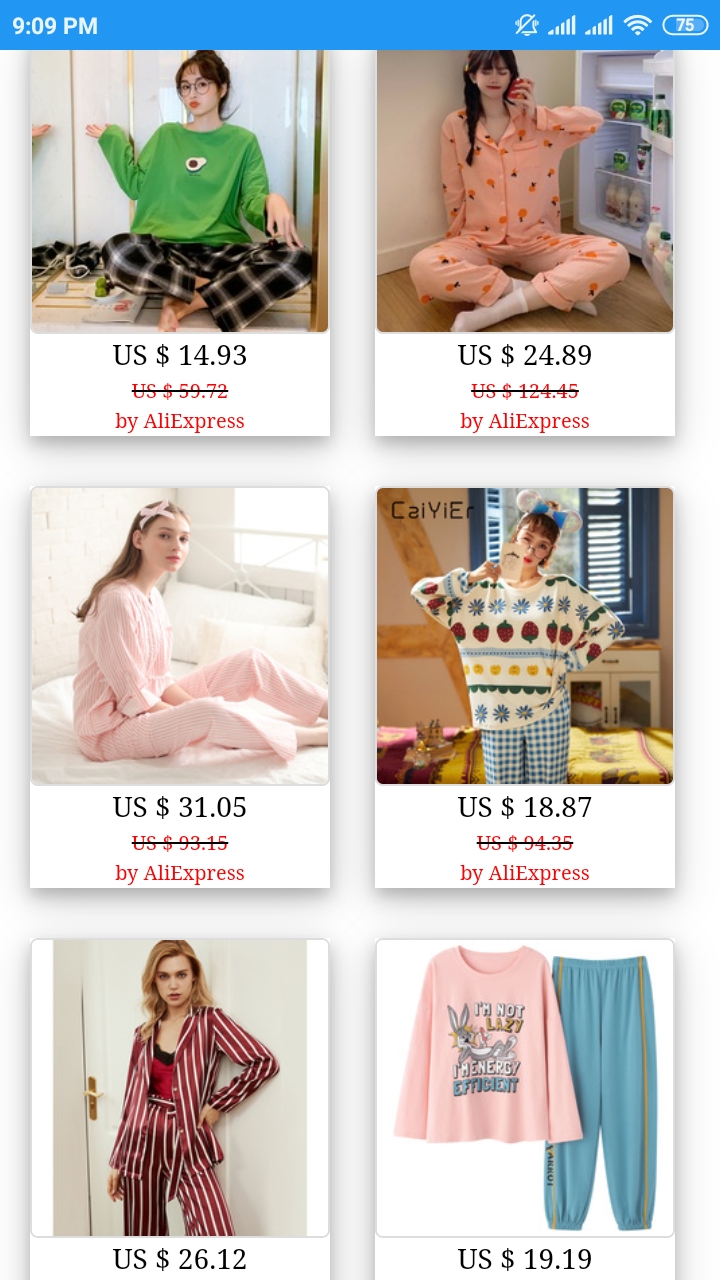 9:09 PM
75
US $ 14.93
US $ 59.72
by AliExpress
US $ 24.89
US $ 124.45
by AliExpress
US $ 31.05
US $ 93.15
by AliExpress
CaiYiEr
US $ 18.87
US $ 94.35
by AliExpress
US $ 26.12
I'M NOT
LAZY
I'M ENERGY
EFFICIENT
US $ 19.19